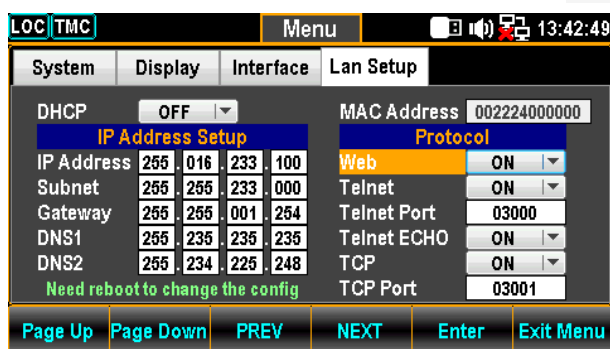 LOC TMC Menu 13:42:49
System Display Interface Lan Setup
DHCP OFF
IP Address Setup
IP Address 255 . 016 . 233 . 100
Subnet 255 . 255 . 233 . 000
Gateway 255 . 255 . 001 . 254
DNS1 255 . 235 . 235 . 235
DNS2 255 . 234 . 225 . 248
Need reboot to change the config
MAC Address 002224000000
Protocol
Web ON
Telnet ON
Telnet Port 03000
Telnet ECHO ON
TCP ON
TCP Port 03001
Page Up Page Down PREV NEXT Enter Exit Menu